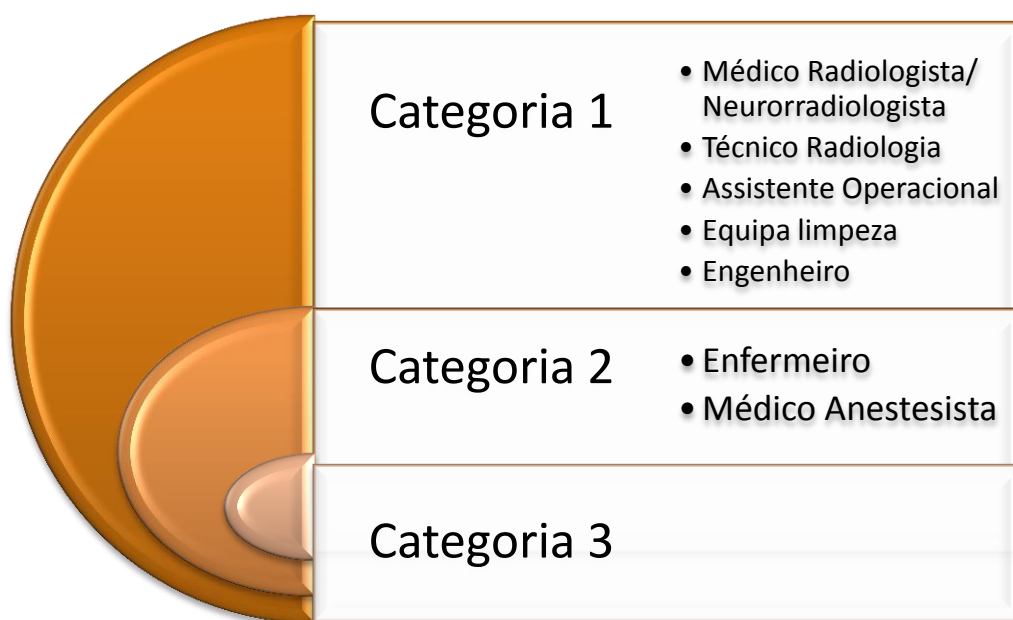 Categoria 1
• Médico Radiologista/
Neurorradiologista
• Técnico Radiologia
• Assistente Operacional
• Equipa limpeza
• Engenheiro
Categoria 2
• Enfermeiro
• Médico Anestesista
Categoria 3